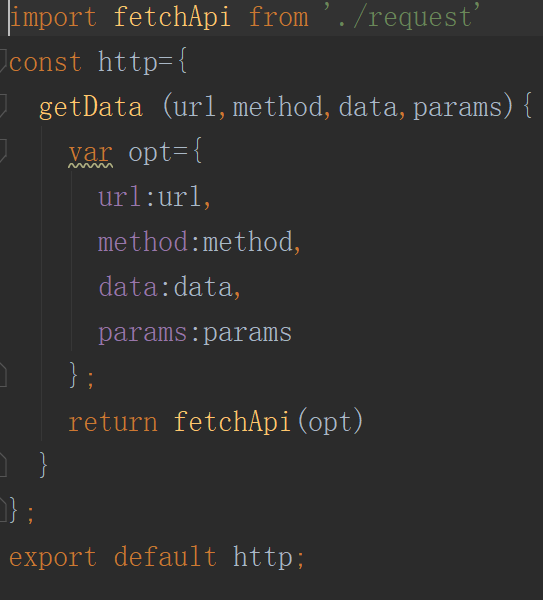 import fetchApi from './request'
const http={
getData (url,method,data,params){
var opt={
url:url,
method:method,
data:data,
params:params
};
return fetchApi(opt)
}
};
export default http;